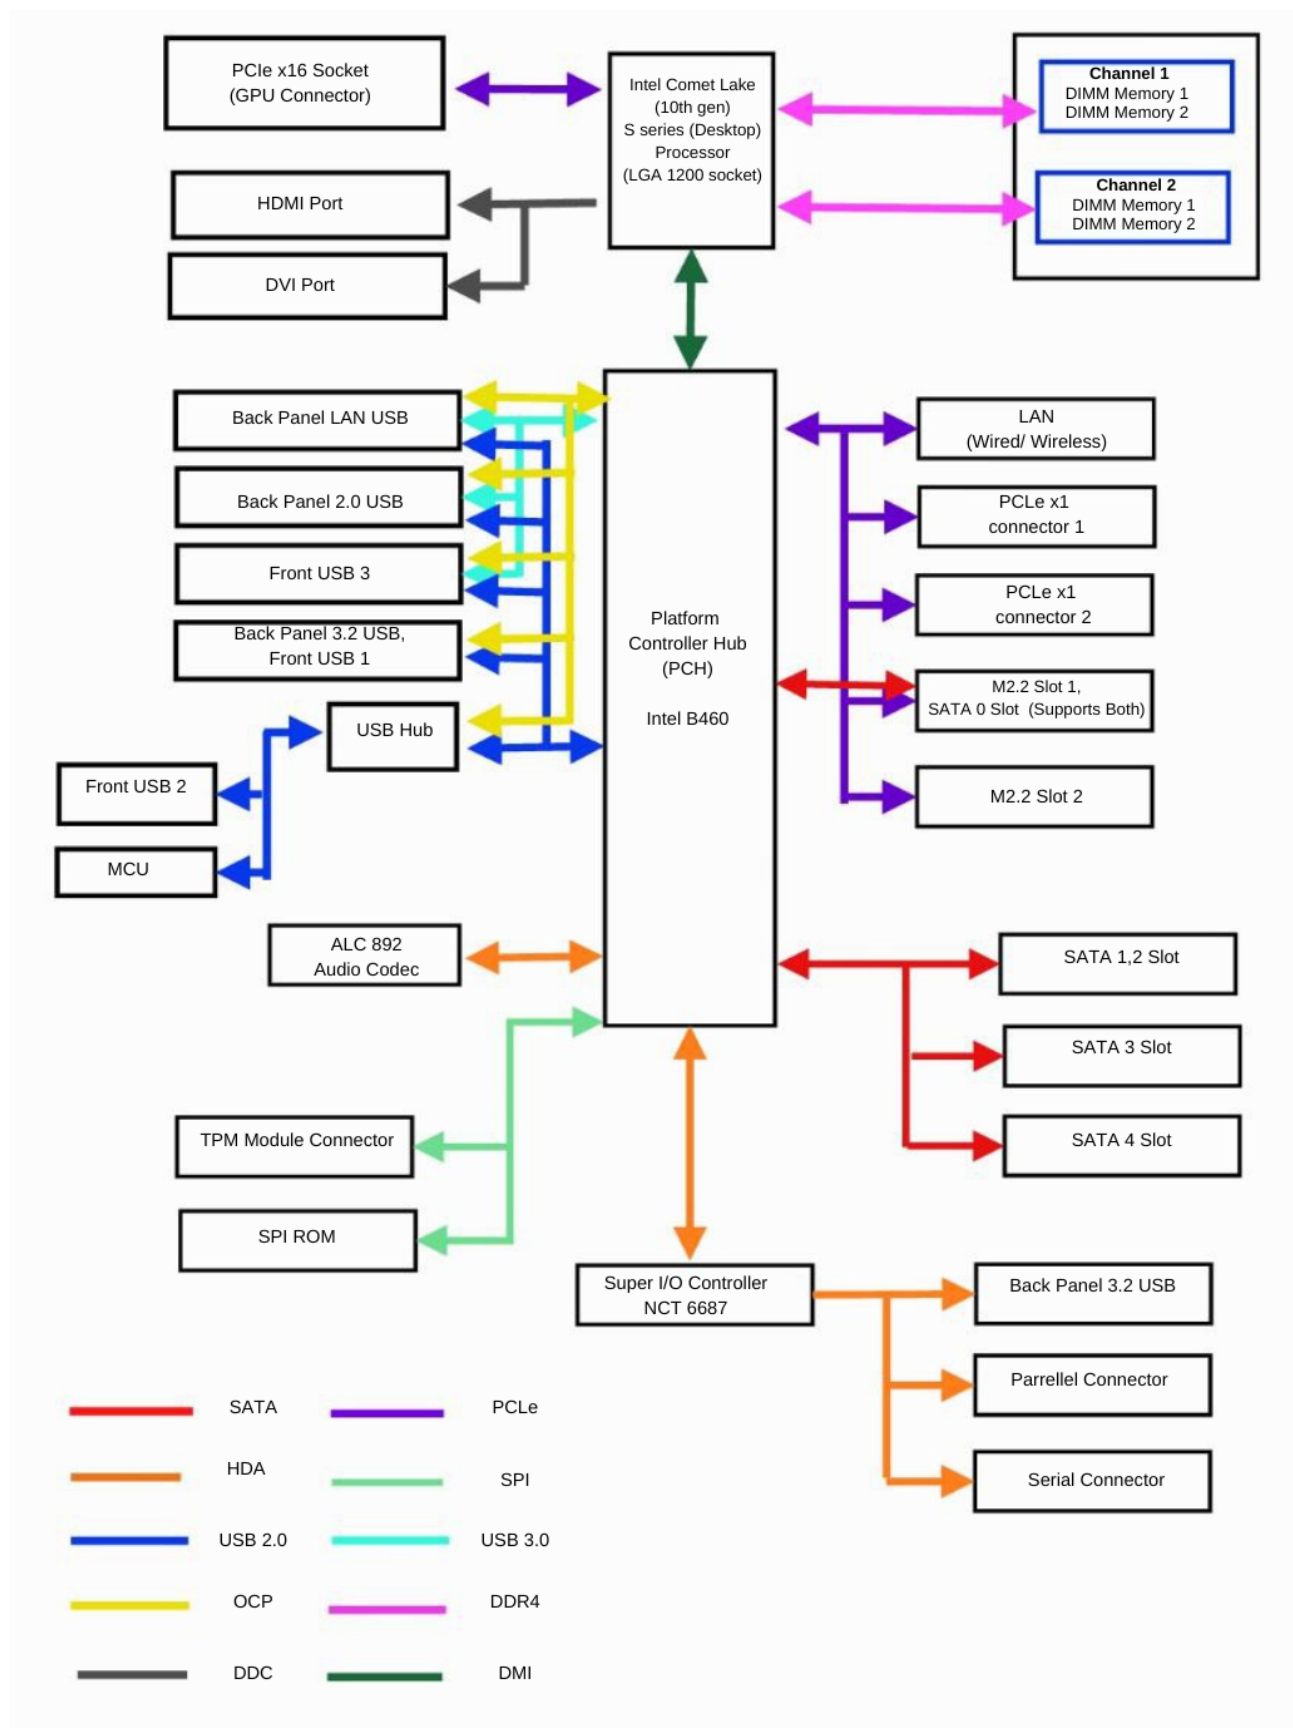 PCIe x16 Socket
(GPU Connector)
Intel Comet Lake
(10th gen)
S series (Desktop)
Processor
(LGA 1200 socket)
Channel 1
DIMM Memory 1
DIMM Memory 2
Channel 2
DIMM Memory 1
DIMM Memory 2
HDMI Port
DVI Port
Back Panel LAN USB
Back Panel 2.0 USB
Front USB 3
Back Panel 3.2 USB,
Front USB 1
USB Hub
Front USB 2
MCU
ALC 892
Audio Codec
Platform
Controller Hub
(PCH)
Intel B460
LAN
(Wired/ Wireless)
PCLe x1
connector 1
PCLe x1
connector 2
M2.2 Slot 1,
SATA 0 Slot (Supports Both)
M2.2 Slot 2
SATA 1,2 Slot
SATA 3 Slot
SATA 4 Slot
TPM Module Connector
SPI ROM
Super I/O Controller
NCT 6687
Back Panel 3.2 USB
Parrellel Connector
Serial Connector
SATA
PCLe
HDA
SPI
USB 2.0
USB 3.0
OCP
DDR4
DDC
DMI